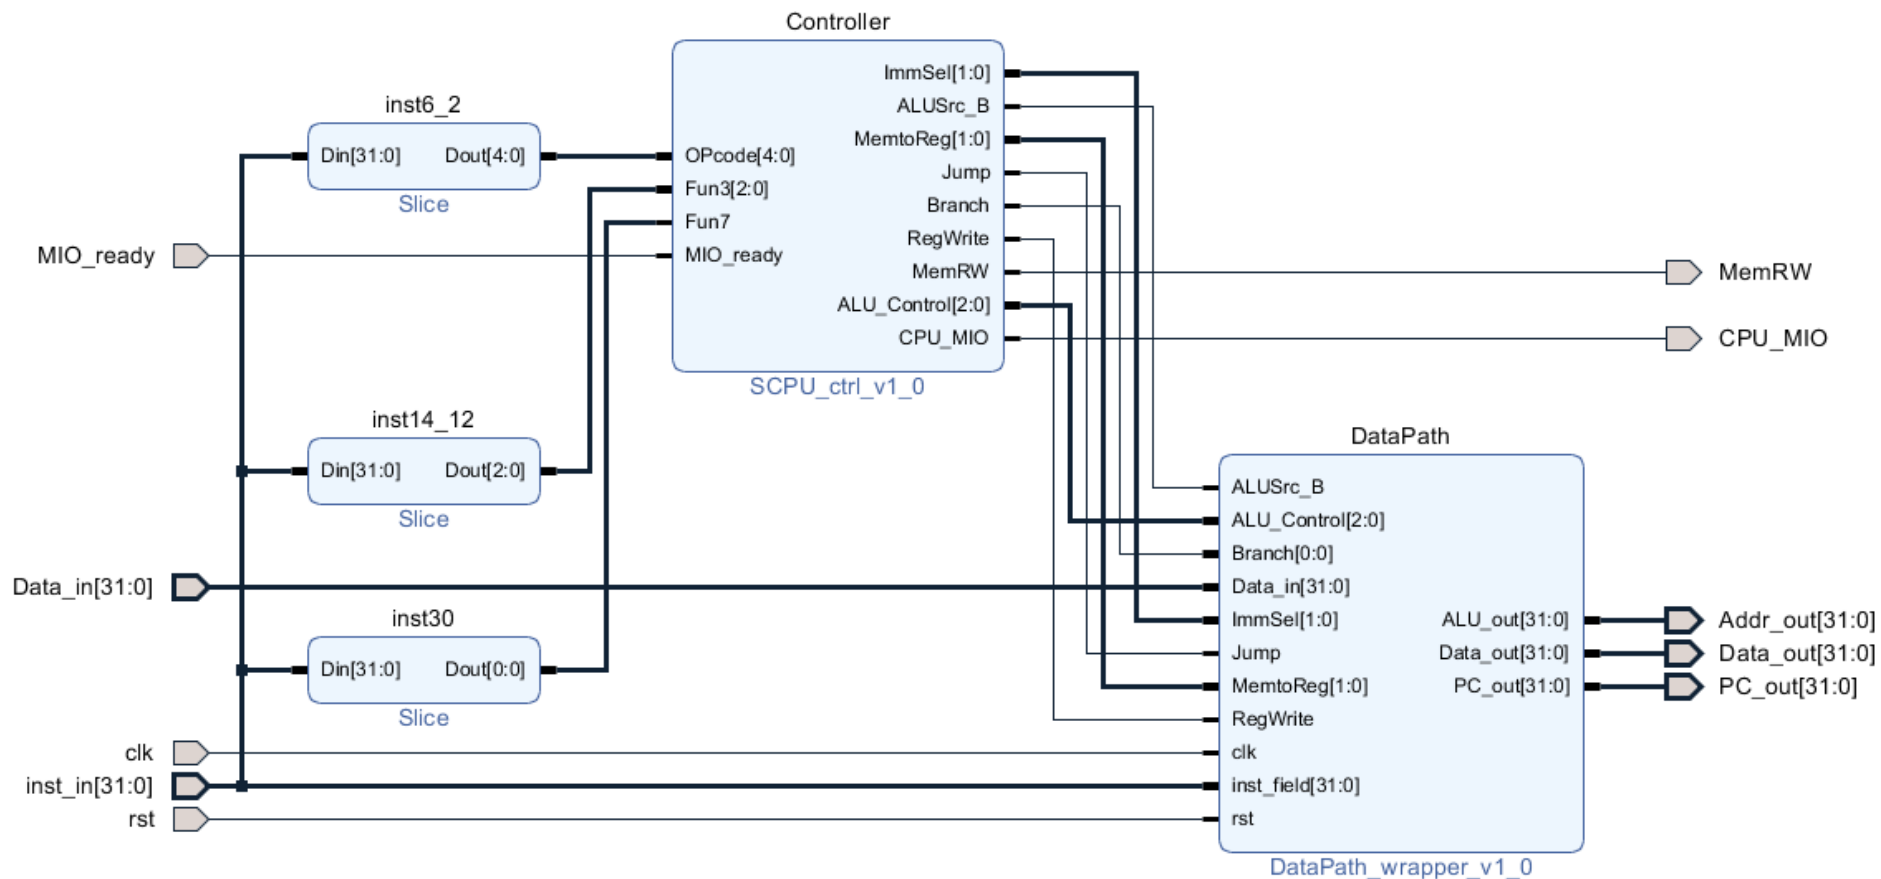 Controller
ImmSel[1:0]
ALUSrc_B
MemtoReg[1:0]
Jump
Branch
RegWrite
MemRW
ALU_Control[2:0]
CPU_MIO
OPcode[4:0]
Fun3[2:0]
Fun7
MIO_ready
SCPU_ctrl_v1_0
inst6_2
Din[31:0] Dout[4:0]
Slice
MIO_ready
inst14_12
Din[31:0] Dout[2:0]
Slice
Data_in[31:0]
inst30
Din[31:0] Dout[0:0]
Slice
clk
inst_in[31:0]
rst
MemRW
CPU_MIO
DataPath
ALUSrc_B
ALU_Control[2:0]
Branch[0:0]
Data_in[31:0]
ImmSel[1:0]
Jump
MemtoReg[1:0]
RegWrite
clk
inst_field[31:0]
rst
ALU_out[31:0]
Data_out[31:0]
PC_out[31:0]
DataPath_wrapper_v1_0
Addr_out[31:0]
Data_out[31:0]
PC_out[31:0]